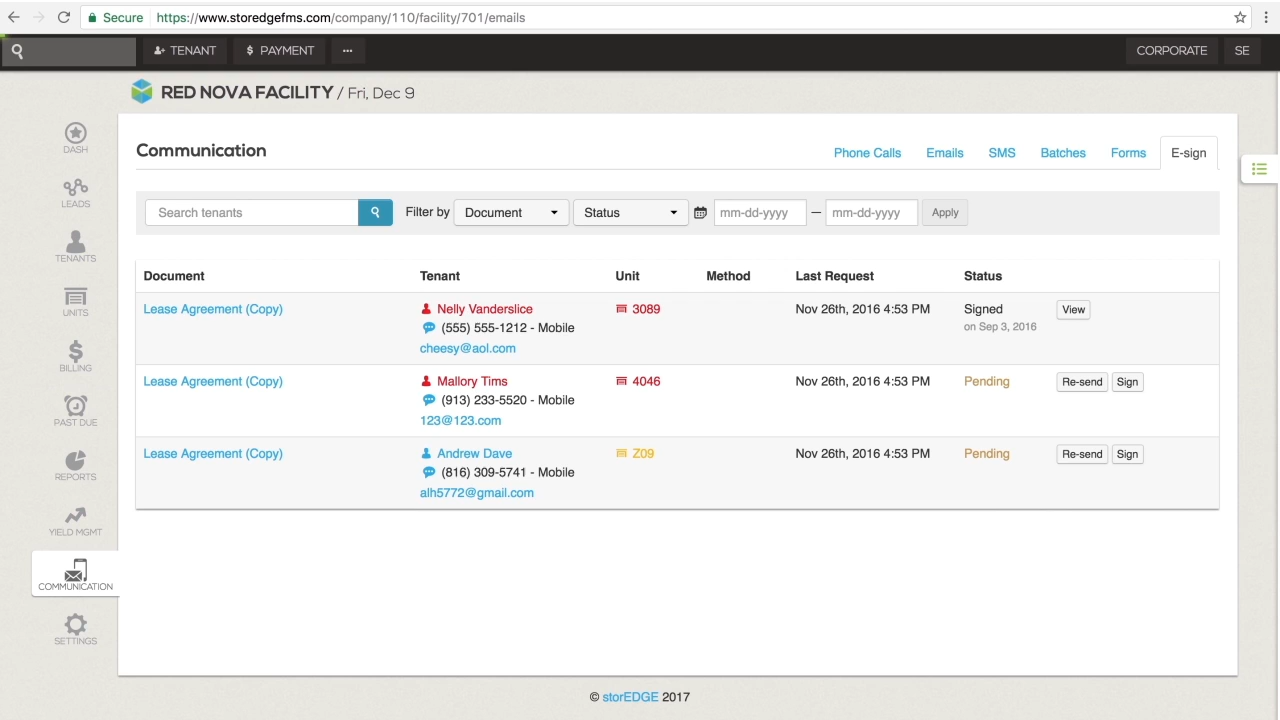 Secure https://www.storedgefms.com/company/110/facility/701/emails
TENANT $ PAYMENT ... CORPORATE SE
RED NOVA FACILITY / Fri, Dec 9
DASH
LEADS
TENANTS
UNITS
BILLING
PAST DUE
REPORTS
YIELD MGMT
COMMUNICATION
SETTINGS
Communication Phone Calls Emails SMS Batches Forms E-sign
Search tenants Filter by Document Status mm-dd-yyyy — mm-dd-yyyy Apply
Document Tenant Unit Method Last Request Status
Lease Agreement (Copy) Nelly Vanderslice 3089 Nov 26th, 2016 4:53 PM Signed View
(555) 555-1212 - Mobile on Sep 3, 2016
cheesy@aol.com
Lease Agreement (Copy) Mallory Tims 4046 Nov 26th, 2016 4:53 PM Pending Re-send Sign
(913) 233-5520 - Mobile
123@123.com
Lease Agreement (Copy) Andrew Dave Z09 Nov 26th, 2016 4:53 PM Pending Re-send Sign
(816) 309-5741 - Mobile
alh5772@gmail.com
© storEDGE 2017